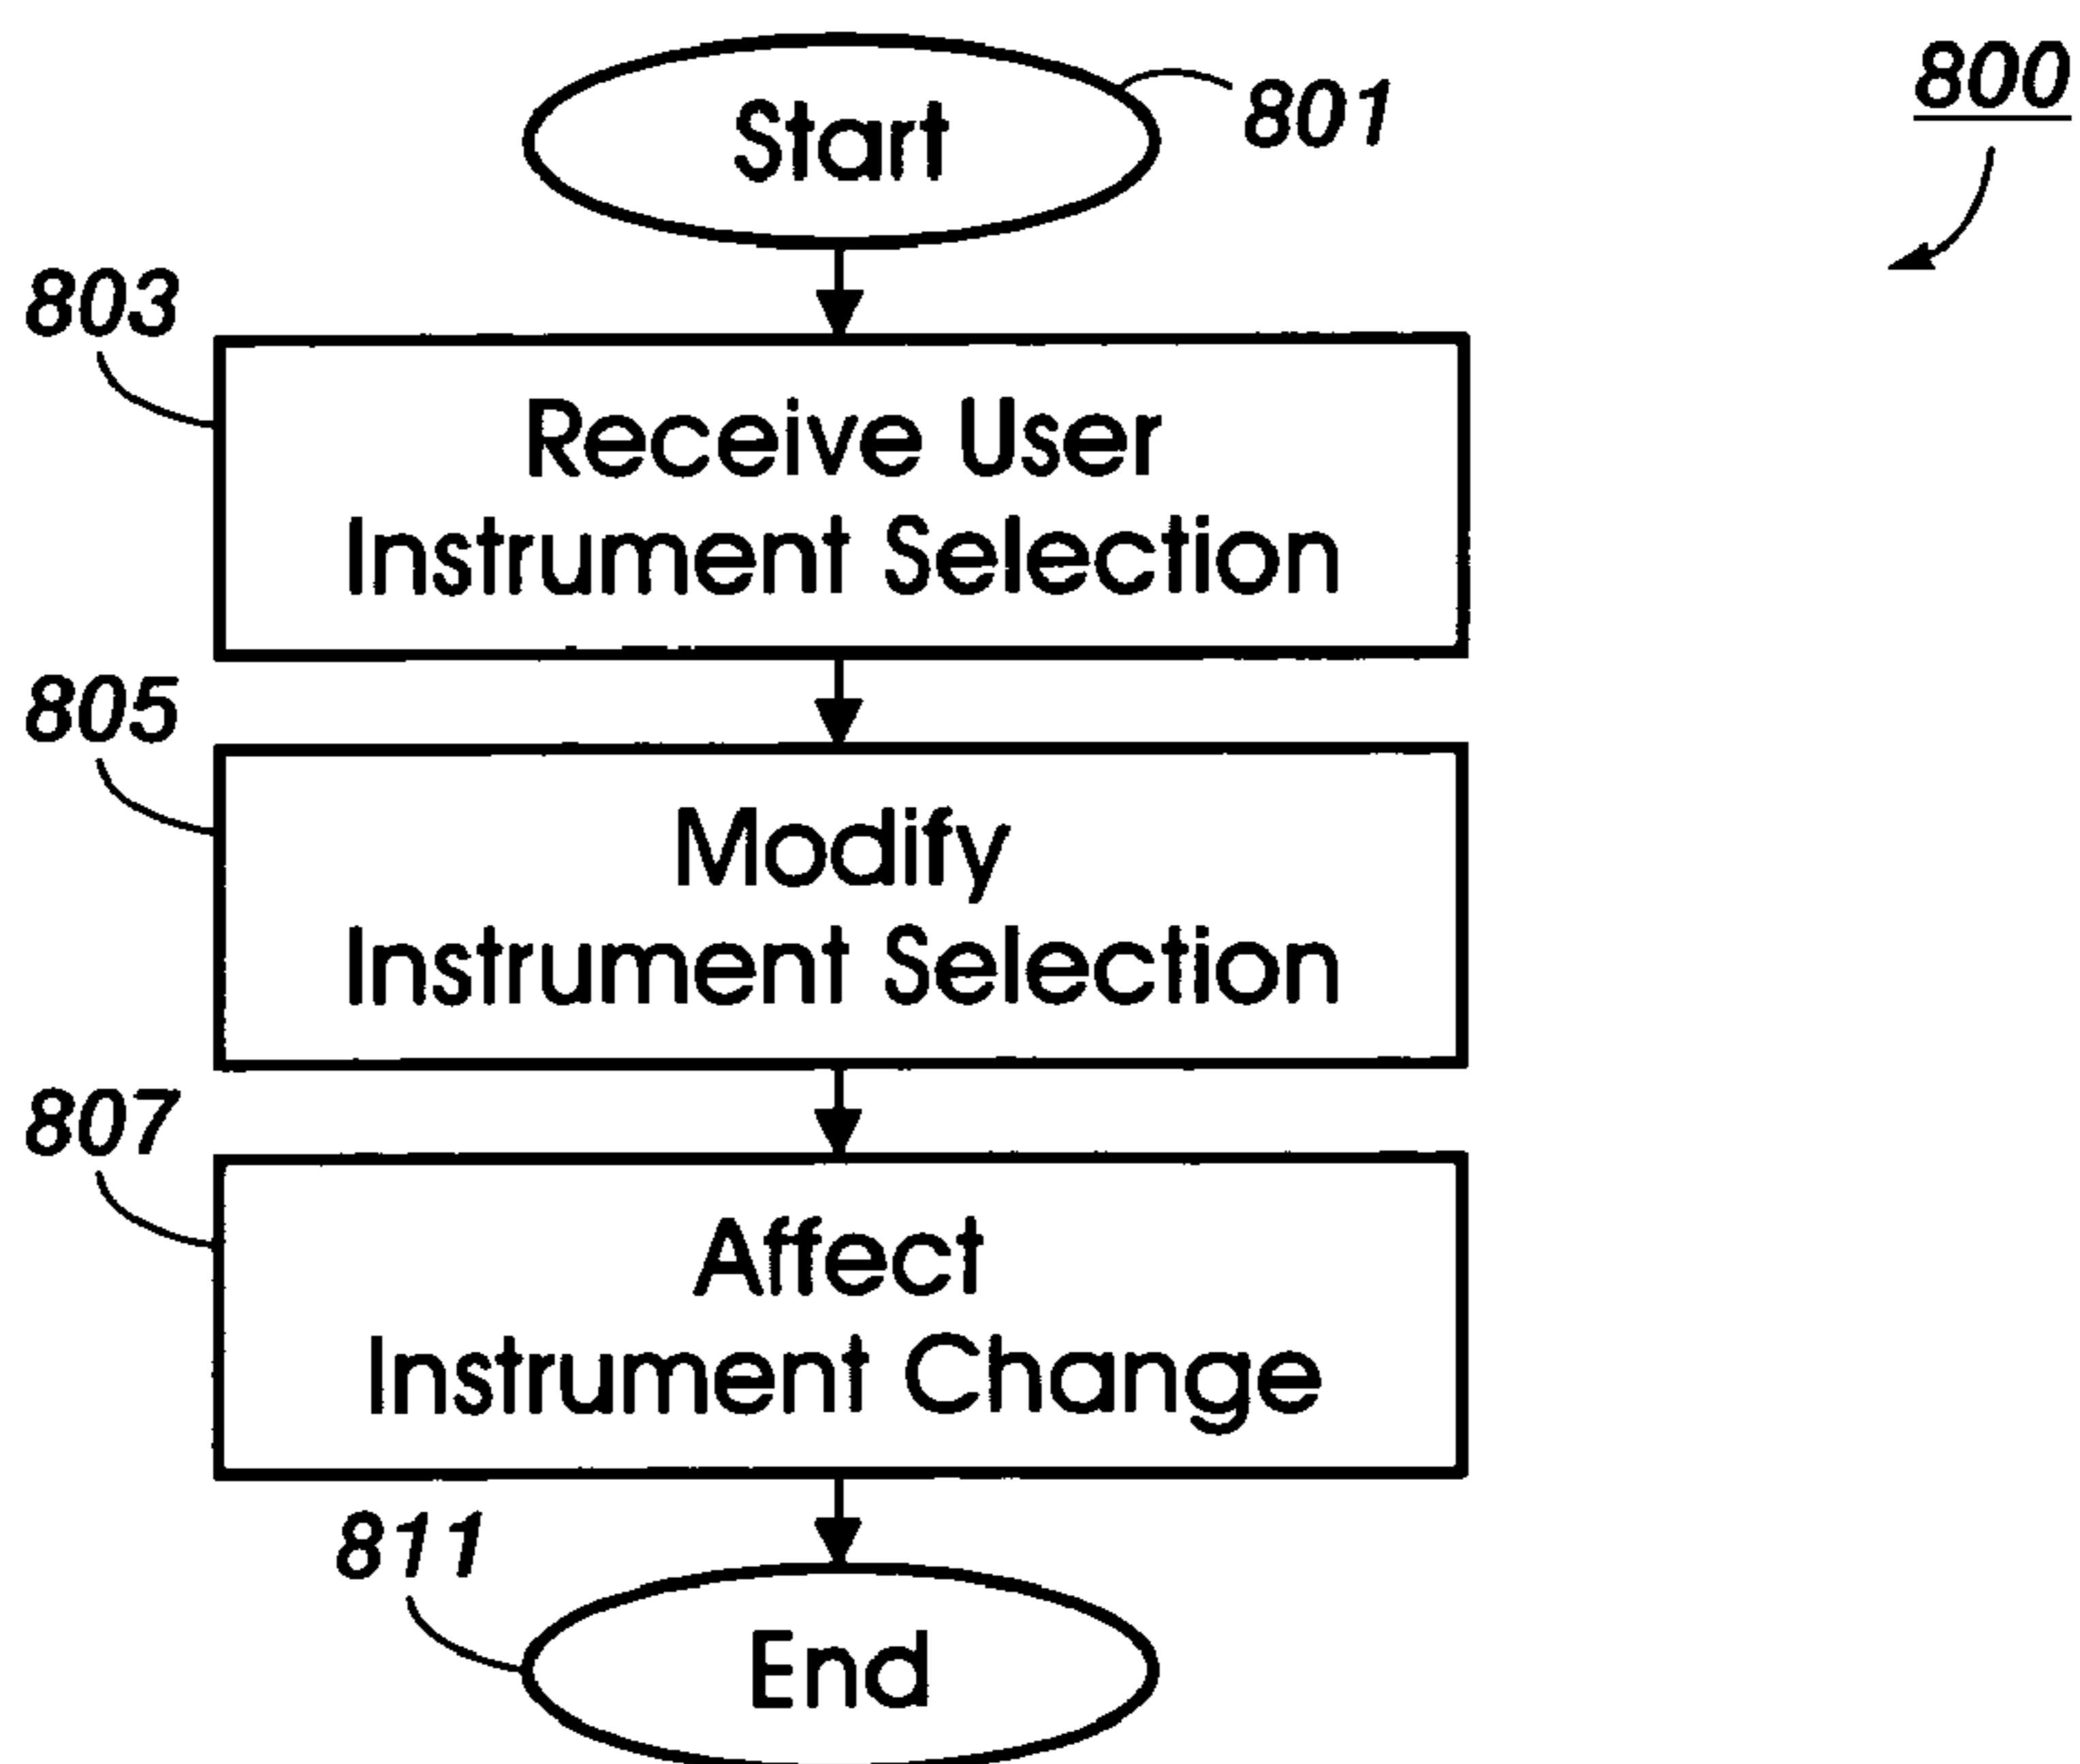 800
Start
801
803
Receive User
Instrument Selection
805
Modify
Instrument Selection
807
Affect
Instrument Change
811
End